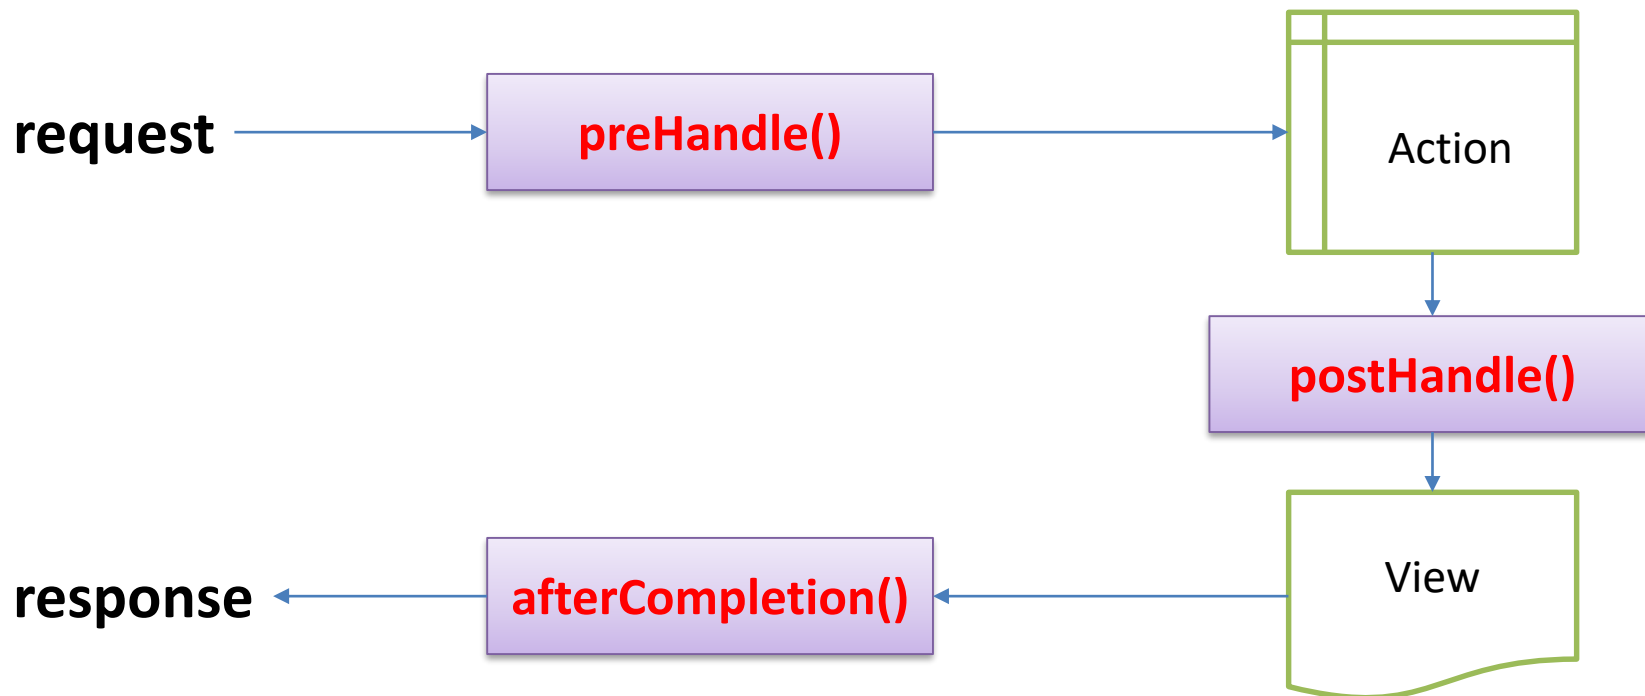 request
preHandle()
Action
postHandle()
View
afterCompletion()
response